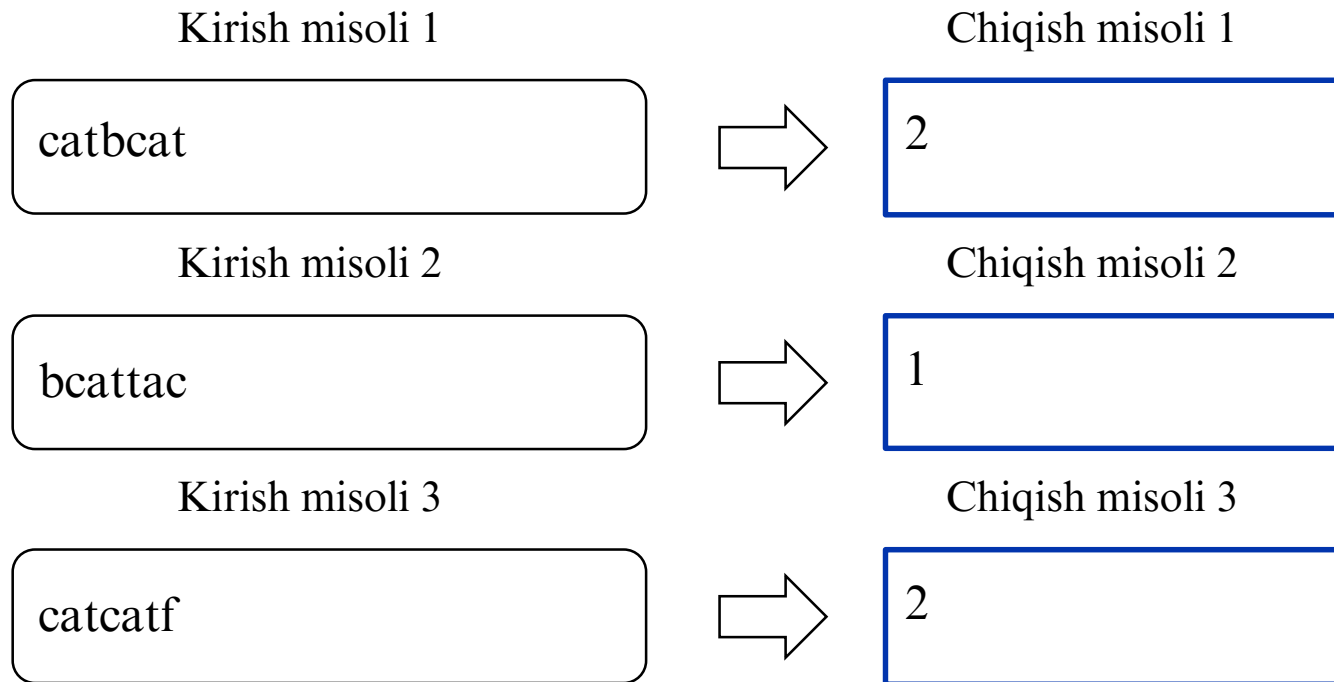 Kirish misoli 1 Chiqish misoli 1
catbcat 2
Kirish misoli 2 Chiqish misoli 2
bcattac 1
Kirish misoli 3 Chiqish misoli 3
catcatf 2